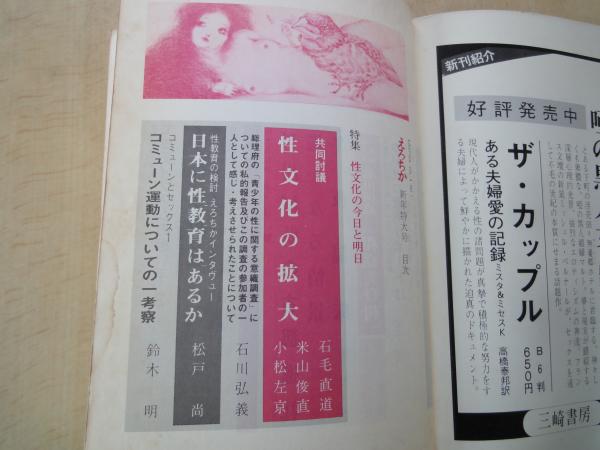 新刊紹介
好評発売中
ザ・カップル
ある夫婦愛の記録
ミスタ&ミセスK
高橋憲邦訳
B6判
650円
現代人がかかえる性の諸問題が真摯で積極的な努力をす
る夫婦によって鮮やかに描かれた迫真のドキュメント。
三崎書房
えろちか 新年特大号 目次
特集 性文化の今日と明日
共同討議
性文化の拡大
石毛直道
米山俊直
小松左京
総理府の「青少年の性に関する意識調査」に
ついての私的報告及びこの調査の参加者の一
人として感じ・考えさせられたことについて
石川弘義
性教育の検討 えろちかインタヴュー
日本に性教育はあるか
松戸 尚
コミューンとセックス1
コミューン運動についての一考察
鈴木 明